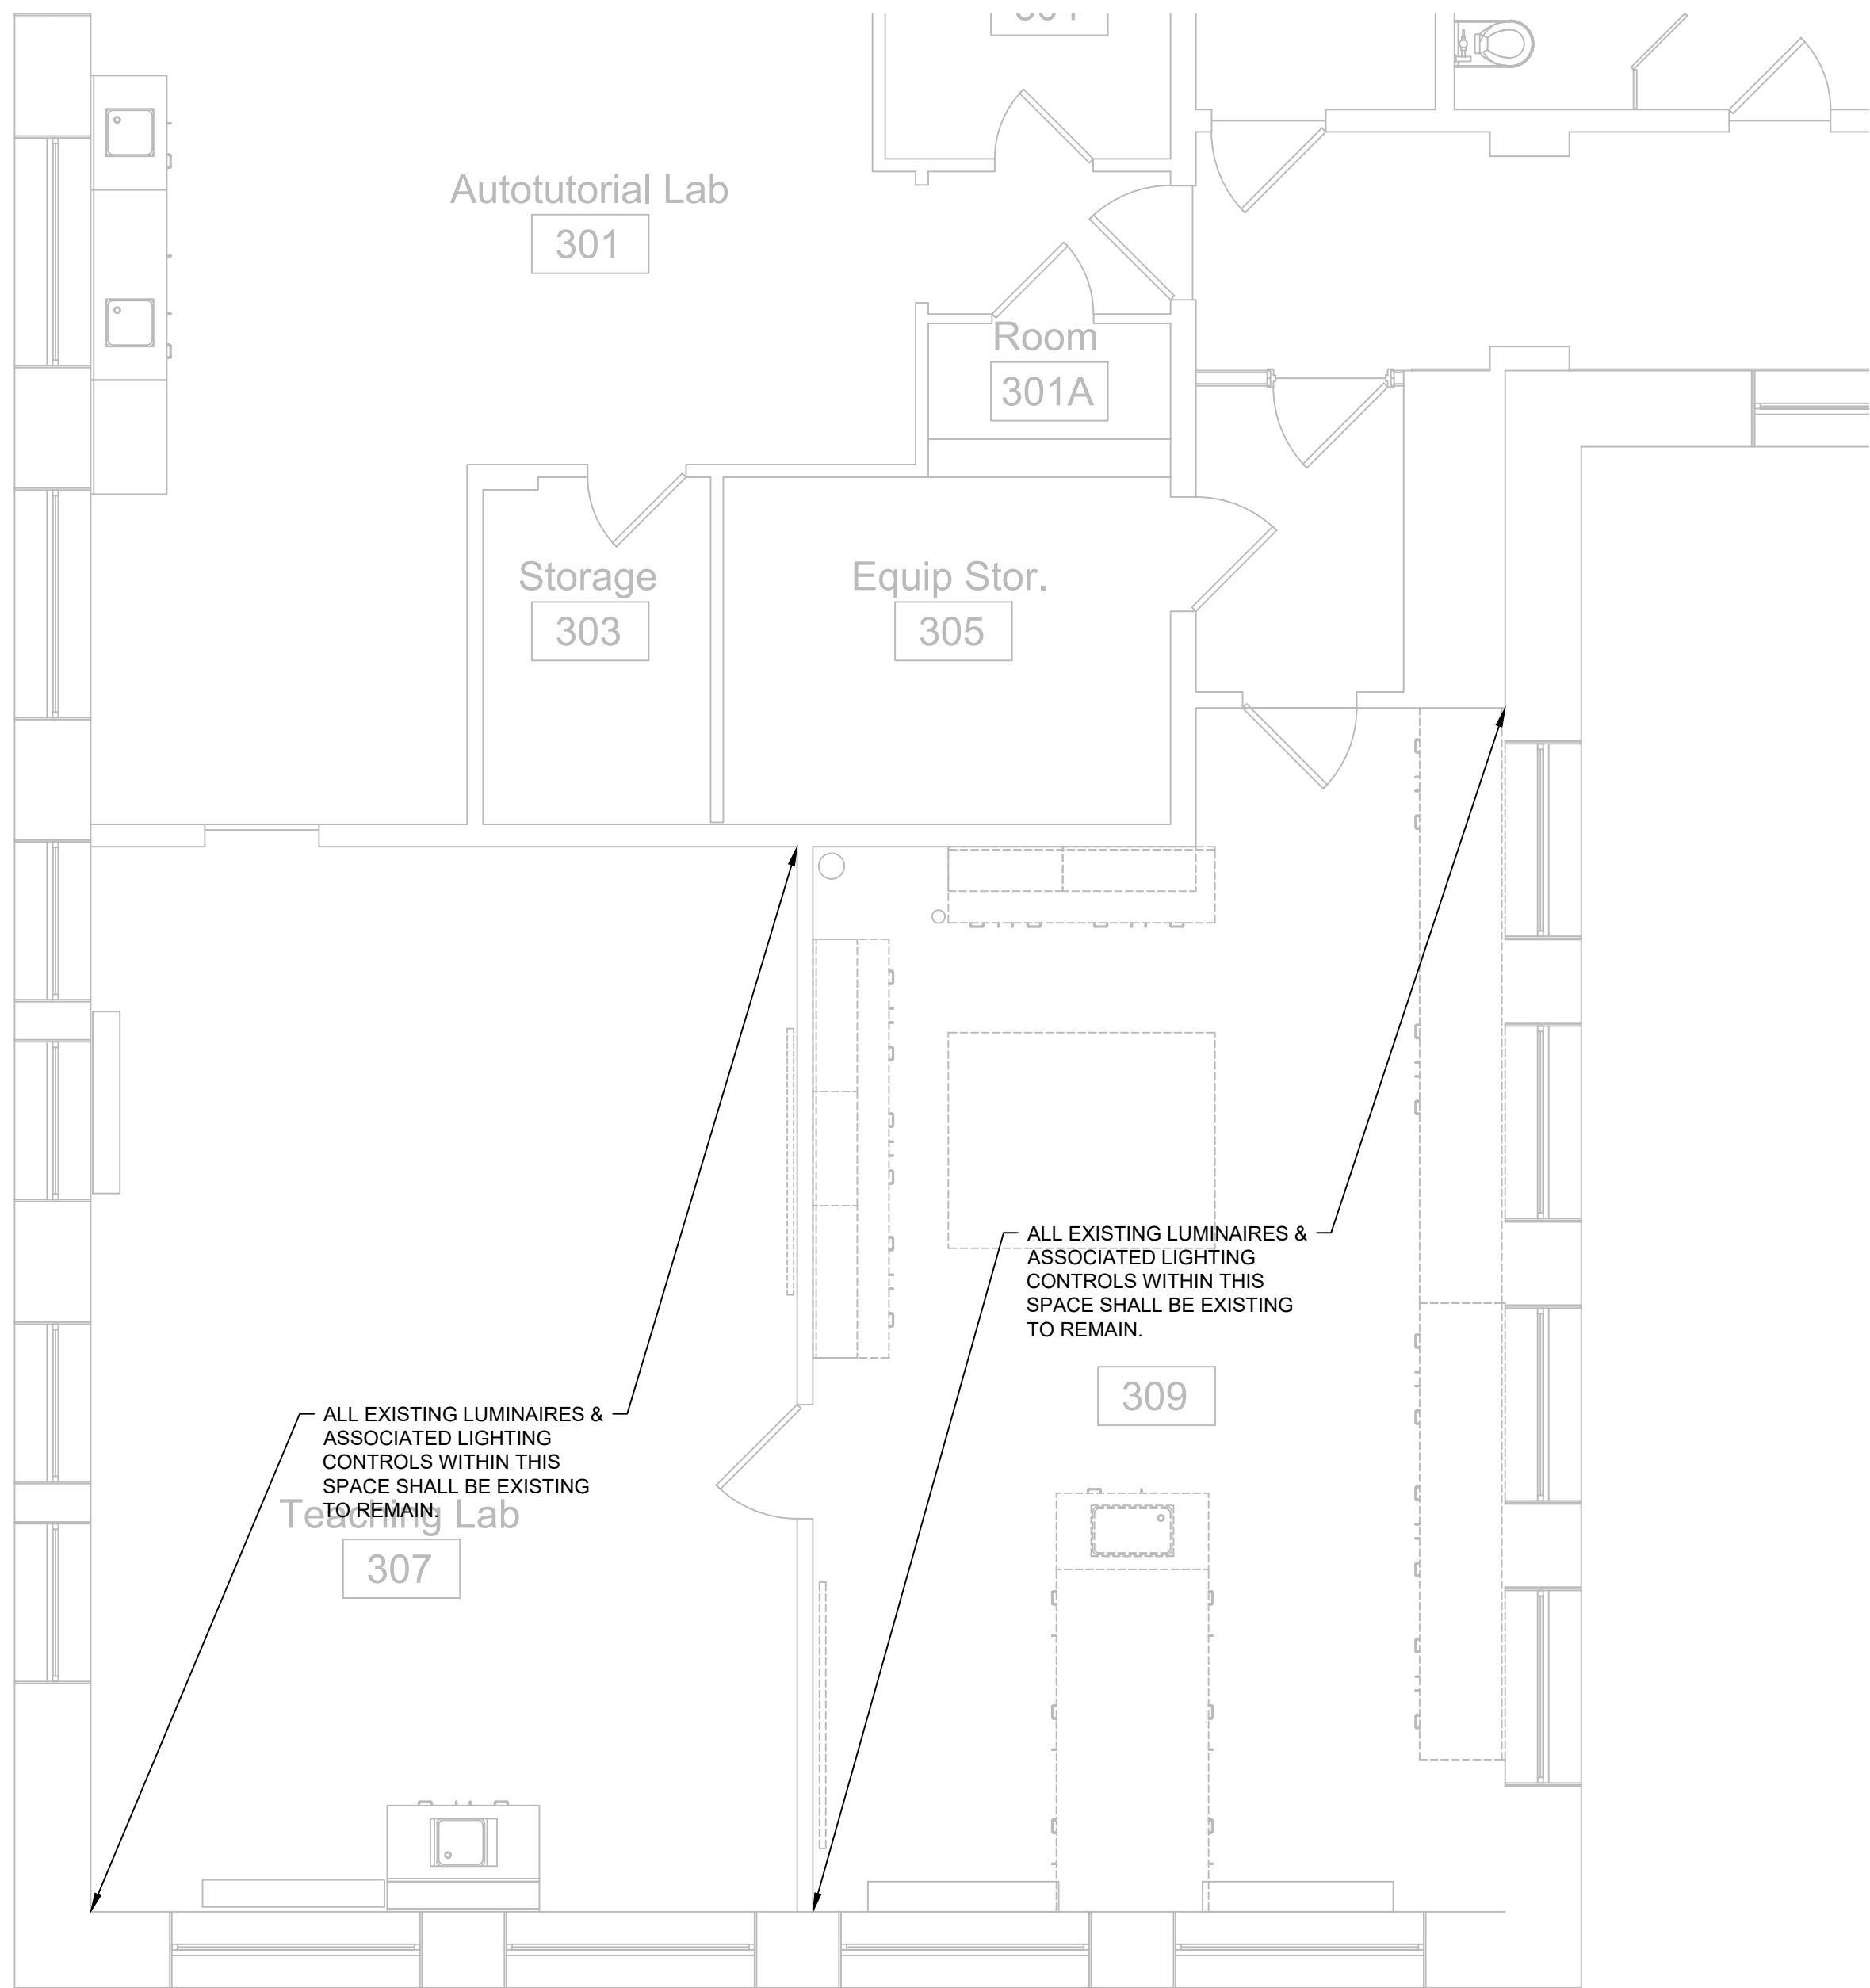 304
Autotutorial Lab
301
Room
301A
Storage
303
Equip Stor.
305
ALL EXISTING LUMINAIRES &
ASSOCIATED LIGHTING
CONTROLS WITHIN THIS
SPACE SHALL BE EXISTING
TO REMAIN.
309
ALL EXISTING LUMINAIRES &
ASSOCIATED LIGHTING
CONTROLS WITHIN THIS
SPACE SHALL BE EXISTING
TO REMAIN.
Teaching Lab
307